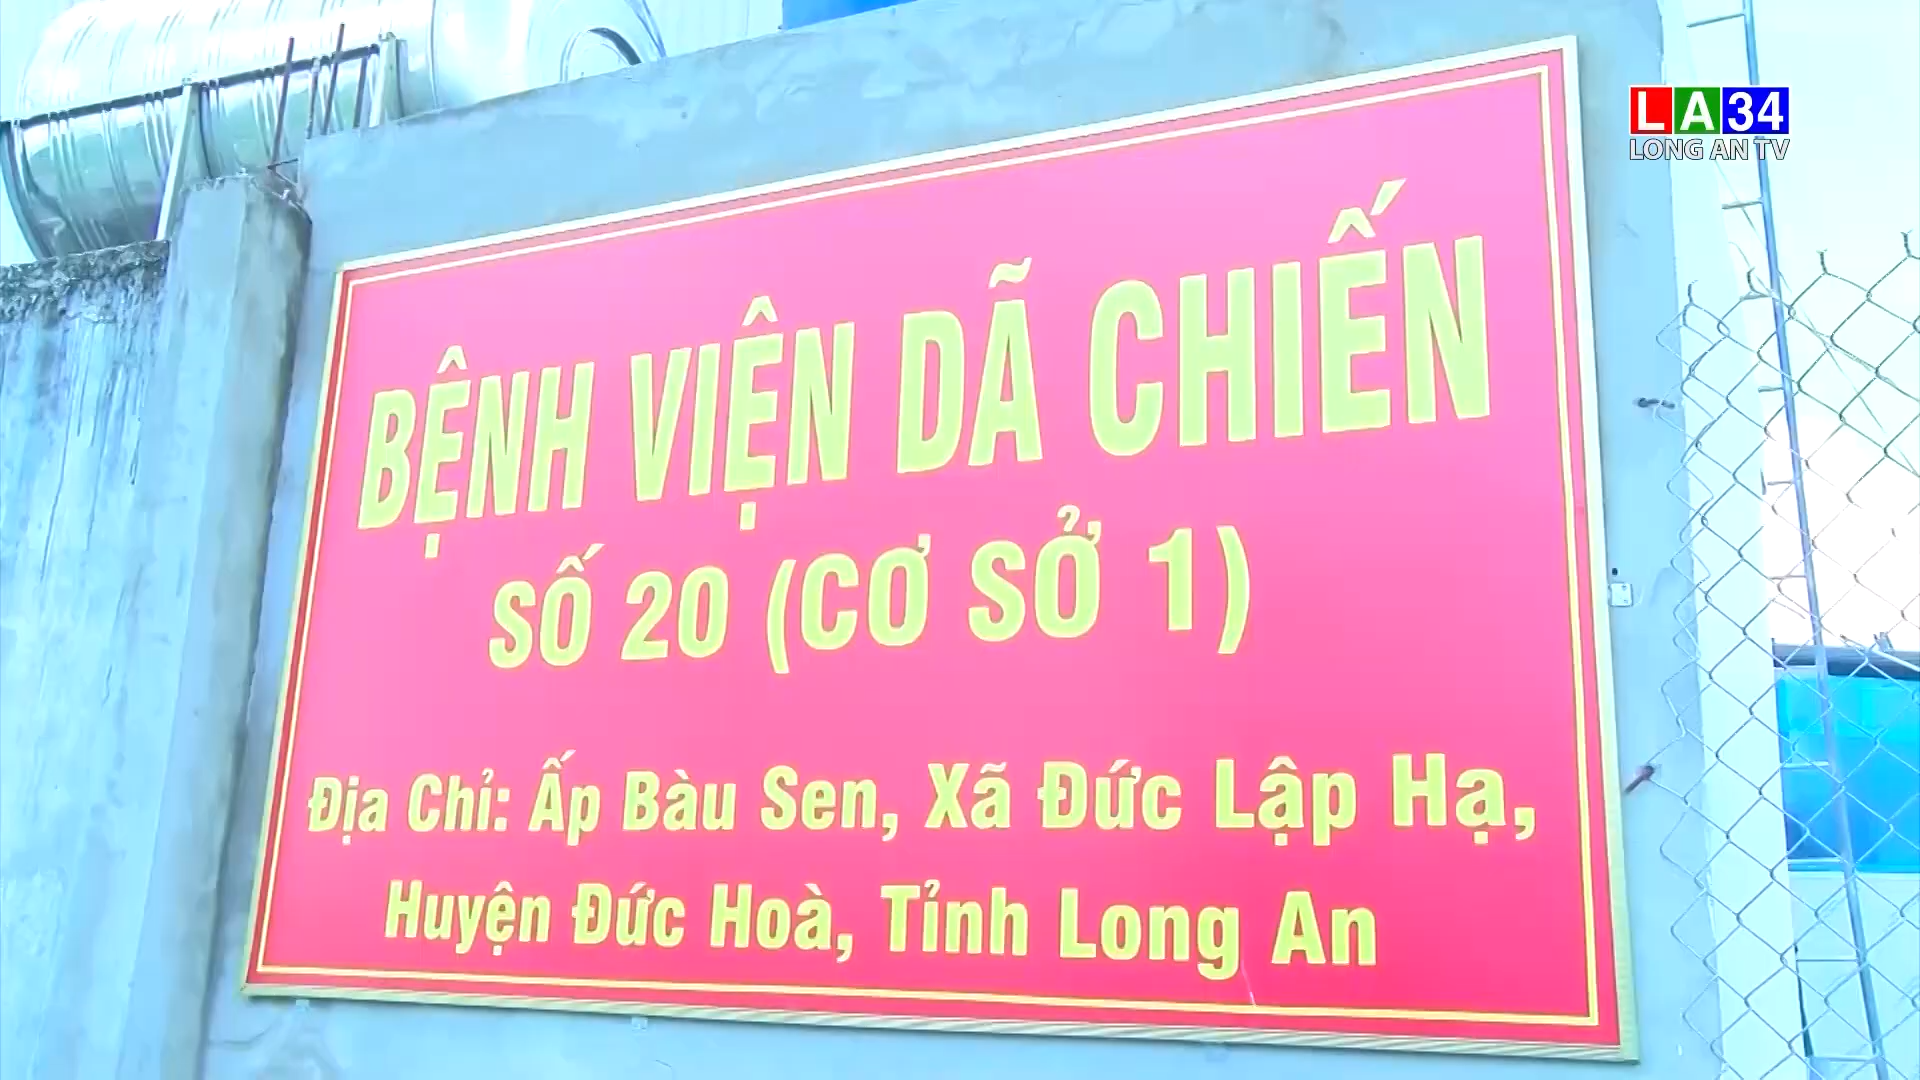 LA34
LONG AN TV
BỆNH VIỆN DÃ CHIẾN
SỐ 20 (CƠ SỞ 1)
Địa Chỉ: Ấp Bàu Sen, Xã Đức Lập Hạ,
Huyện Đức Hoà, Tỉnh Long An